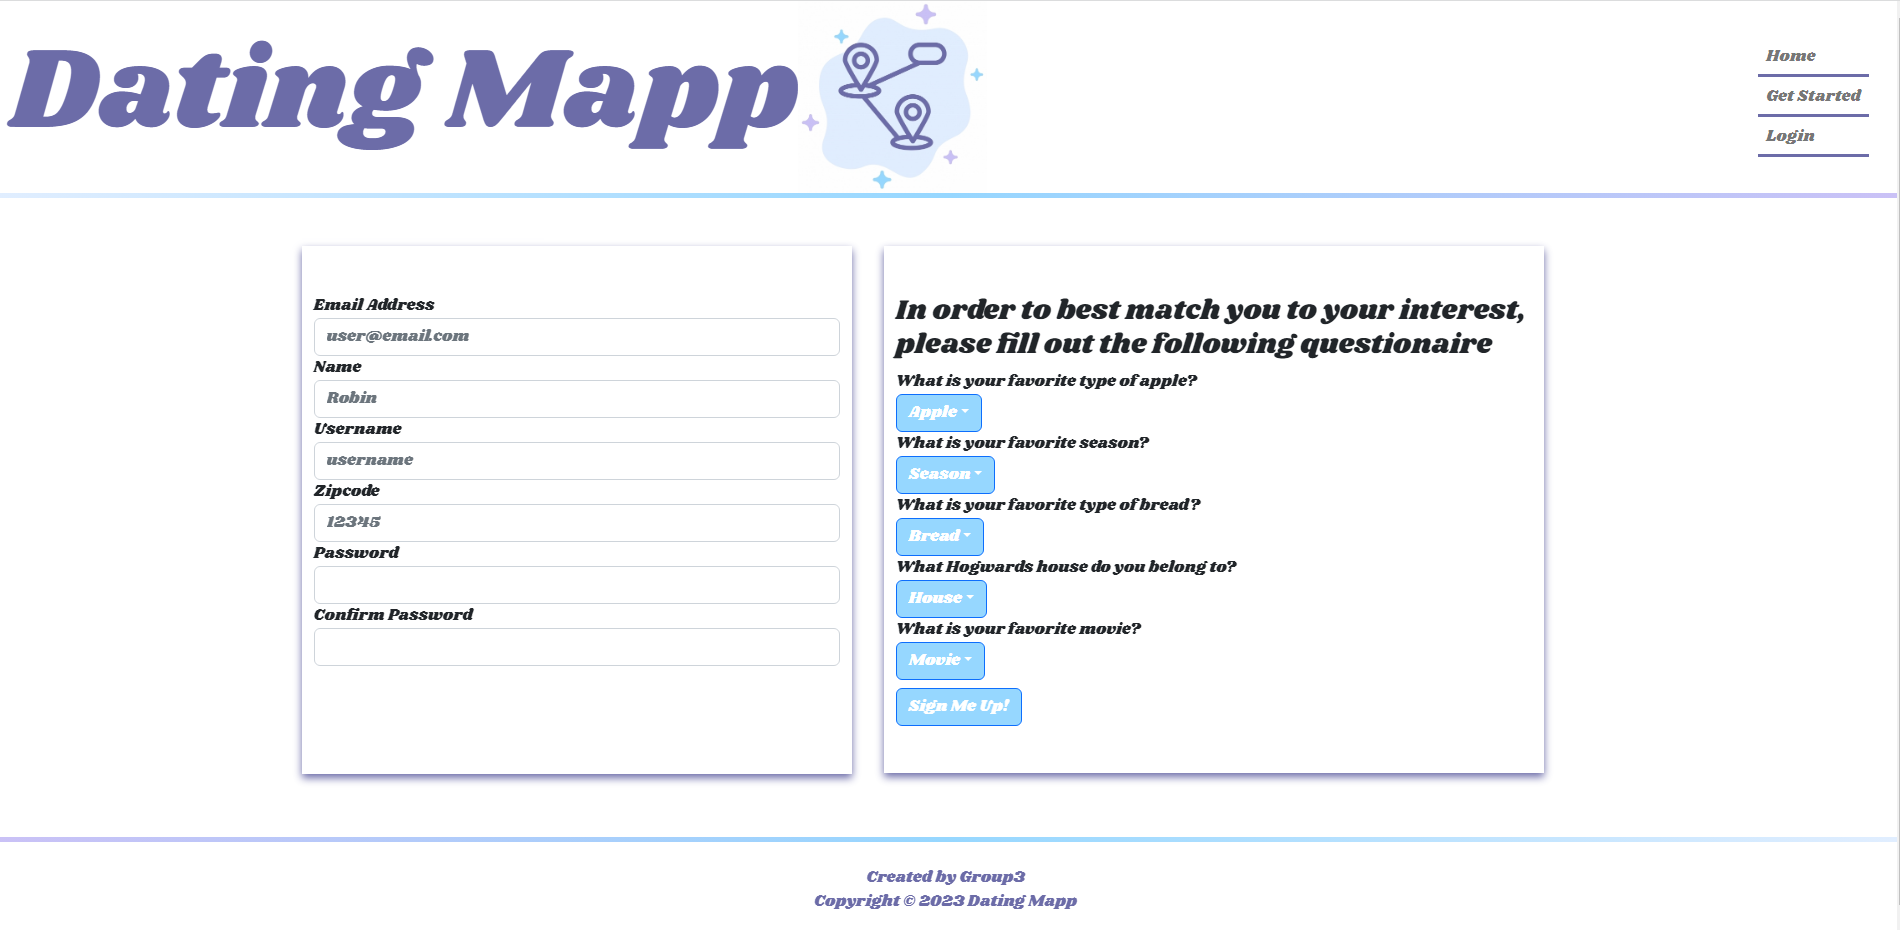 Dating Mapp
Home
Get Started
Login
Email Address
user@email.com
Name
Robin
Username
username
Zipcode
12345
Password
Confirm Password
In order to best match you to your interest,
please fill out the following questionaire
What is your favorite type of apple?
Apple
What is your favorite season?
Season
What is your favorite type of bread?
Bread
What Hogwards house do you belong to?
House
What is your favorite movie?
Movie
Sign Me Up!
Created by Group3
Copyright © 2023 Dating Mapp